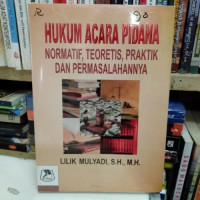 HUKUM ACARA PIDANA
NORMATIF, TEORETIS, PRAKTIK
DAN PERMASALAHANNYA
LILIK MULYADI, S.H., M.H.